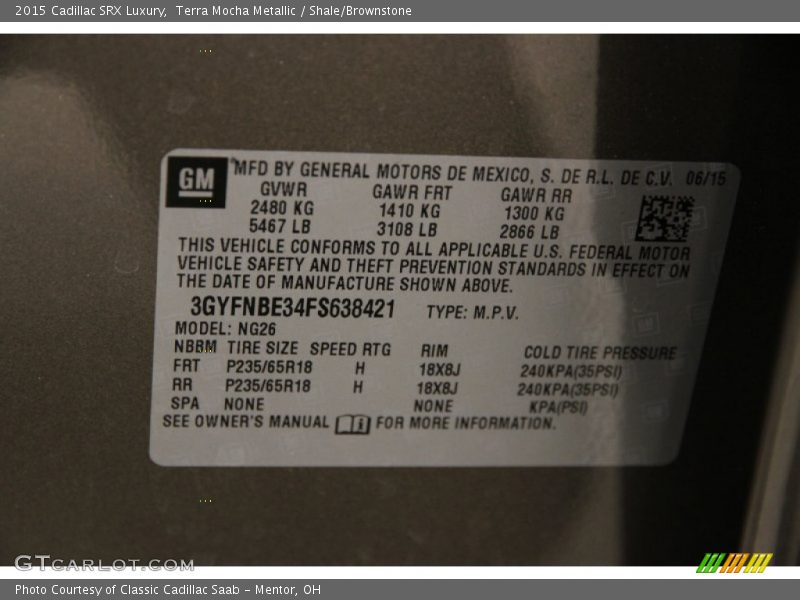 2015 Cadillac SRX Luxury, Terra Mocha Metallic / Shale/Brownstone
GM MFD BY GENERAL MOTORS DE MEXICO, S. DE R.L. DE C.V. 06/15
GVWR GAWR FRT GAWR RR
2480 KG 1410 KG 1300 KG
5467 LB 3108 LB 2866 LB
THIS VEHICLE CONFORMS TO ALL APPLICABLE U.S. FEDERAL MOTOR
VEHICLE SAFETY AND THEFT PREVENTION STANDARDS IN EFFECT ON
THE DATE OF MANUFACTURE SHOWN ABOVE.
3GYFNBE34FS638421 TYPE: M.P.V.
MODEL: NG26
NBBM TIRE SIZE SPEED RTG RIM COLD TIRE PRESSURE
FRT P235/65R18 H 18X8J 240KPA(35PSI)
RR P235/65R18 H 18X8J 240KPA(35PSI)
SPA NONE NONE KPA(PSI)
SEE OWNER'S MANUAL FOR MORE INFORMATION.
GTCARLOT.COM
Photo Courtesy of Classic Cadillac Saab - Mentor, OH